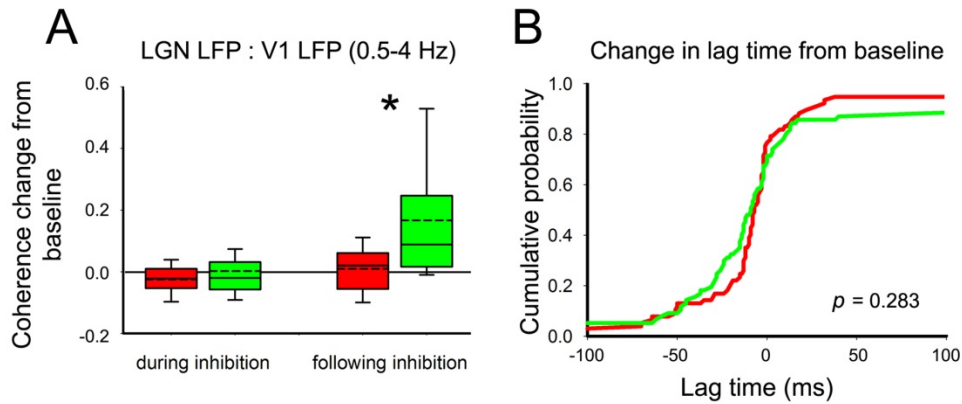 A
LGN LFP : V1 LFP (0.5-4 Hz)
Coherence change from
baseline
0.6
0.4
0.2
0.0
-0.2
*
during inhibition
following inhibition
B
Change in lag time from baseline
Cumulative probability
1.0
0.8
0.6
0.4
0.2
0.0
p = 0.283
-100
-50
0
50
100
Lag time (ms)